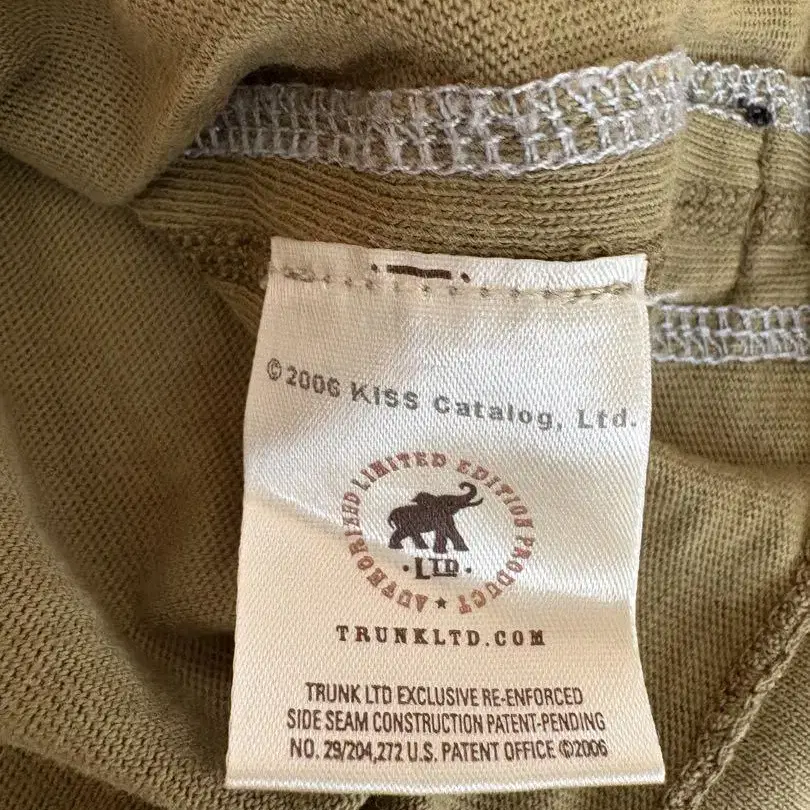 ©2006 KISS Catalog, Ltd.
AUTHORIZED LIMITED EDITION PRODUCT ★
·LTD·
TRUNKLTD.COM
TRUNK LTD EXCLUSIVE RE-ENFORCED
SIDE SEAM CONSTRUCTION PATENT-PENDING
NO. 29/204,272 U.S. PATENT OFFICE ©2006